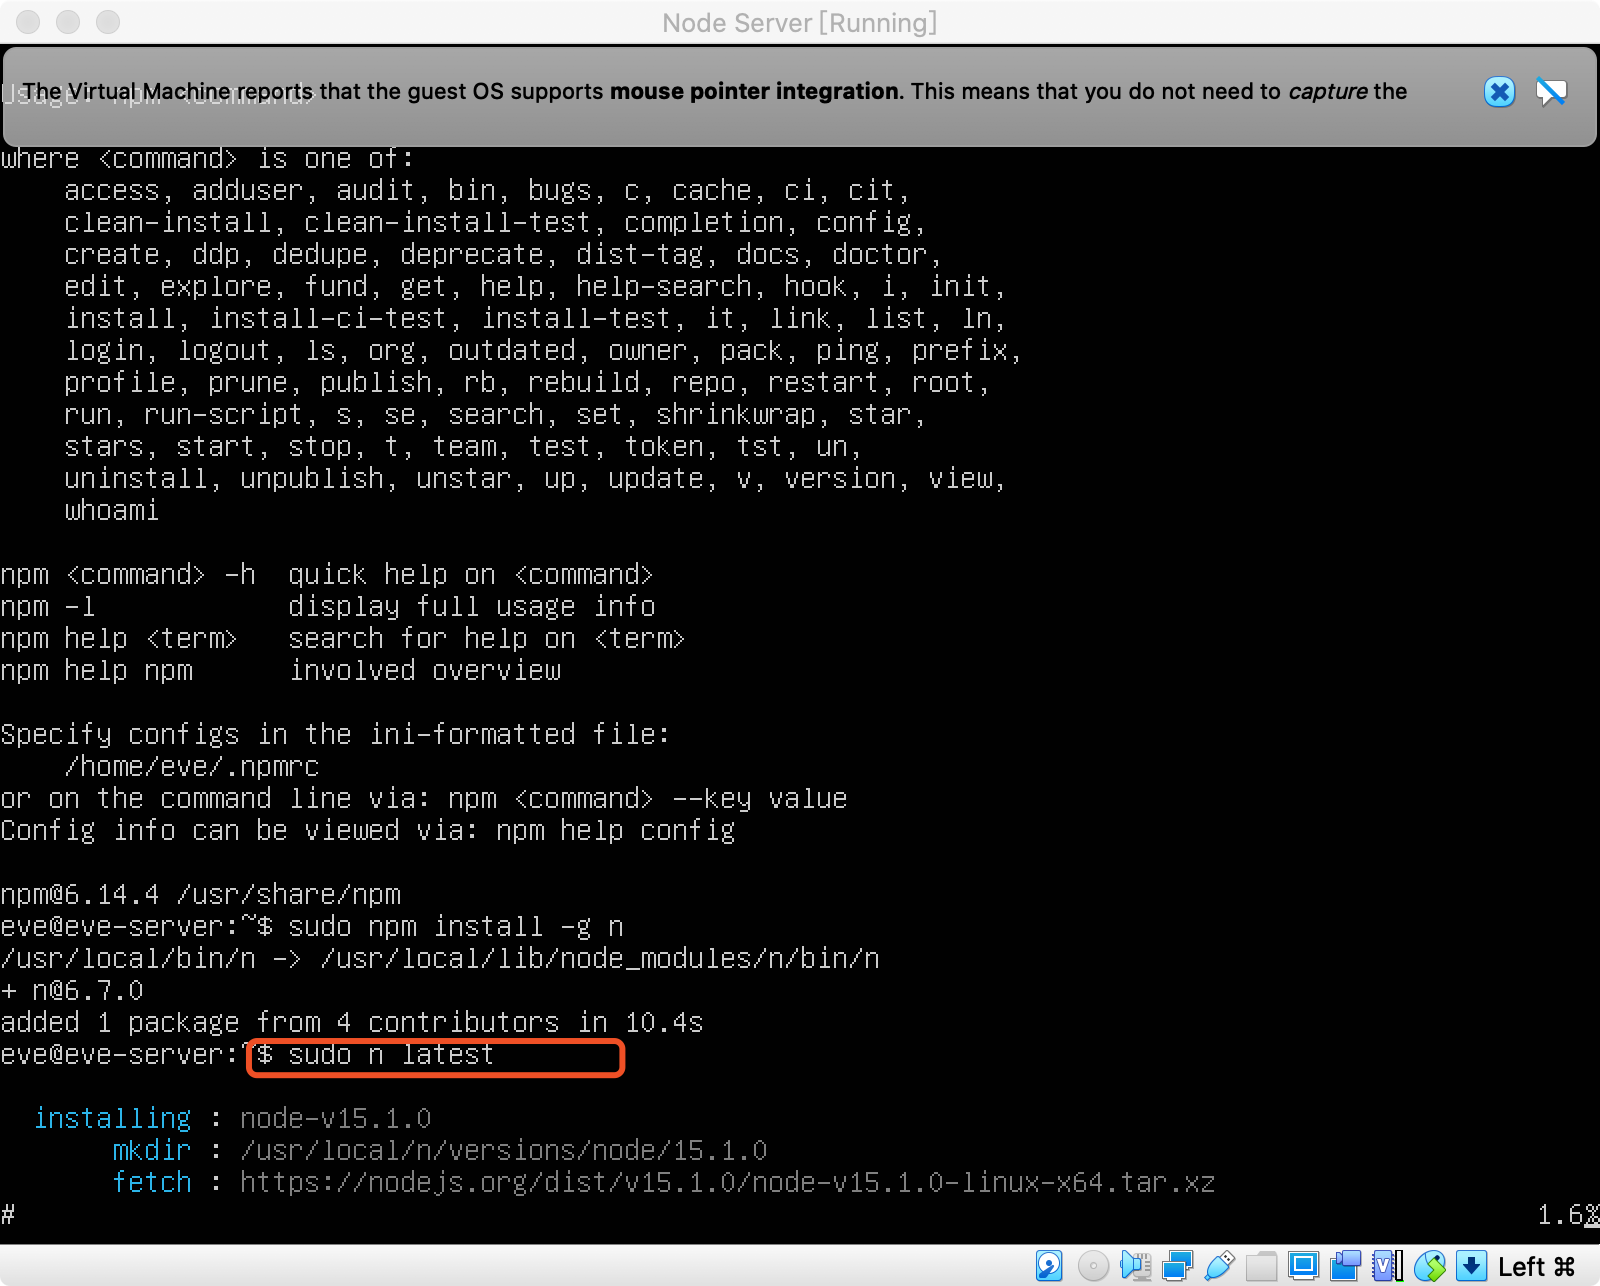 Node Server [Running]
The Virtual Machine reports that the guest OS supports mouse pointer integration. This means that you do not need to capture the
Usage: npm <command>
where <command> is one of:
access, adduser, audit, bin, bugs, c, cache, ci, cit,
clean-install, clean-install-test, completion, config,
create, ddp, dedupe, deprecate, dist-tag, docs, doctor,
edit, explore, fund, get, help, help-search, hook, i, init,
install, install-ci-test, install-test, it, link, list, ln,
login, logout, ls, org, outdated, owner, pack, ping, prefix,
profile, prune, publish, rb, rebuild, repo, restart, root,
run, run-script, s, se, search, set, shrinkwrap, star,
stars, start, stop, t, team, test, token, tst, un,
uninstall, unpublish, unstar, up, update, v, version, view,
whoami
npm <command> -h  quick help on <command>
npm -l            display full usage info
npm help <term>   search for help on <term>
npm help npm      involved overview
Specify configs in the ini-formatted file:
/home/eve/.npmrc
or on the command line via: npm <command> --key value
Config info can be viewed via: npm help config
npm@6.14.4 /usr/share/npm
eve@eve-server:~$ sudo npm install -g n
/usr/local/bin/n -> /usr/local/lib/node_modules/n/bin/n
+ n@6.7.0
added 1 package from 4 contributors in 10.4s
eve@eve-server:~$ sudo n latest
installing : node-v15.1.0
mkdir : /usr/local/n/versions/node/15.1.0
fetch : https://nodejs.org/dist/v15.1.0/node-v15.1.0-linux-x64.tar.xz
# 1.6%
Left ⌘